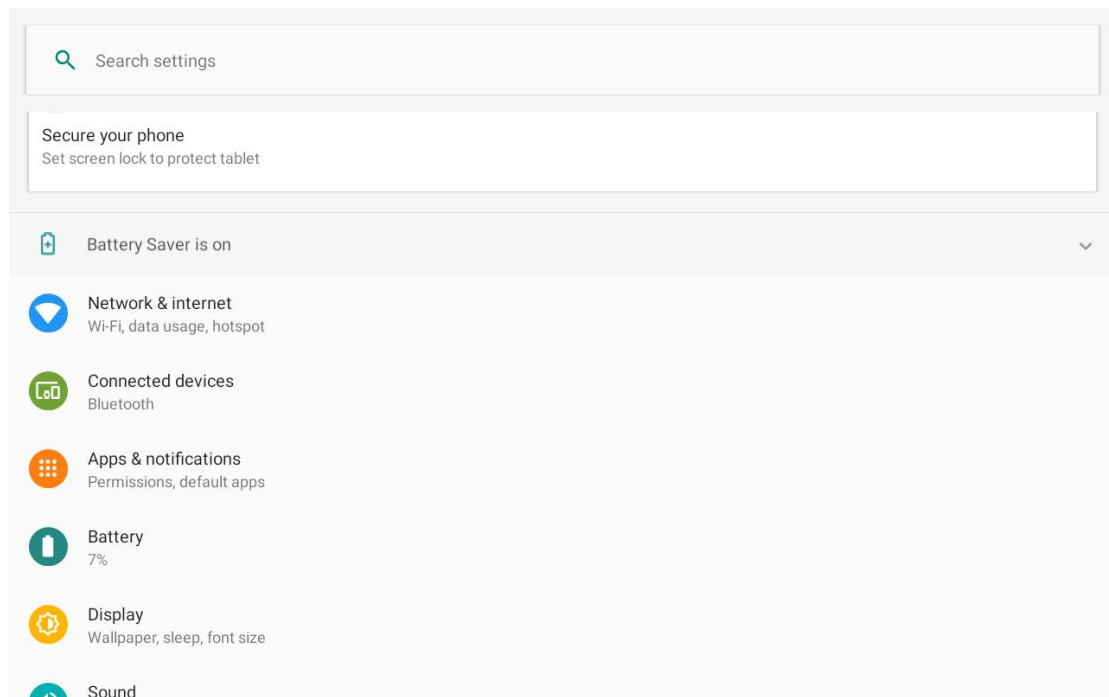 Search settings
Secure your phone
Set screen lock to protect tablet
Battery Saver is on
Network & internet
Wi-Fi, data usage, hotspot
Connected devices
Bluetooth
Apps & notifications
Permissions, default apps
Battery
7%
Display
Wallpaper, sleep, font size
Sound